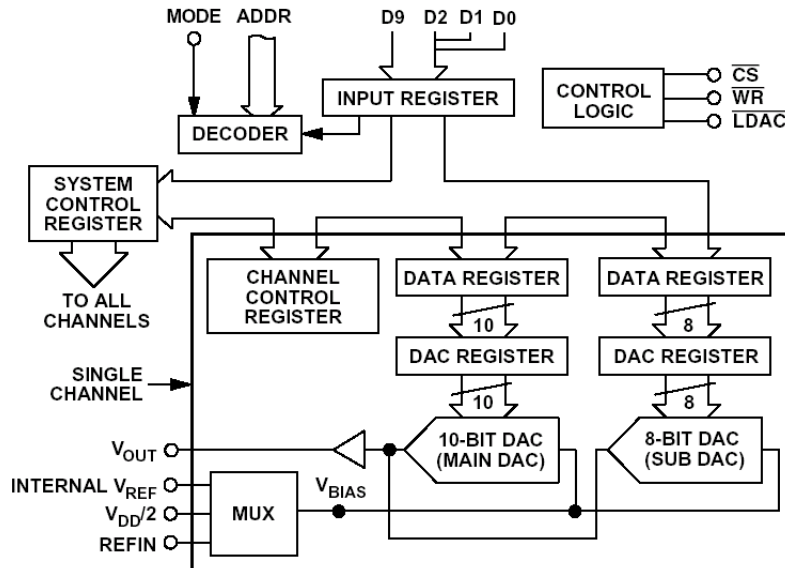 MODE ADDR D9 D2 D1 D0
INPUT REGISTER
DECODER
CONTROL
LOGIC
CS
WR
LDAC
SYSTEM
CONTROL
REGISTER
TO ALL
CHANNELS
CHANNEL
CONTROL
REGISTER
DATA REGISTER
DATA REGISTER
10
8
DAC REGISTER
DAC REGISTER
10
8
SINGLE
CHANNEL
10-BIT DAC
(MAIN DAC)
8-BIT DAC
(SUB DAC)
VOUT
INTERNAL VREF
VDD/2
REFIN
MUX
VBIAS